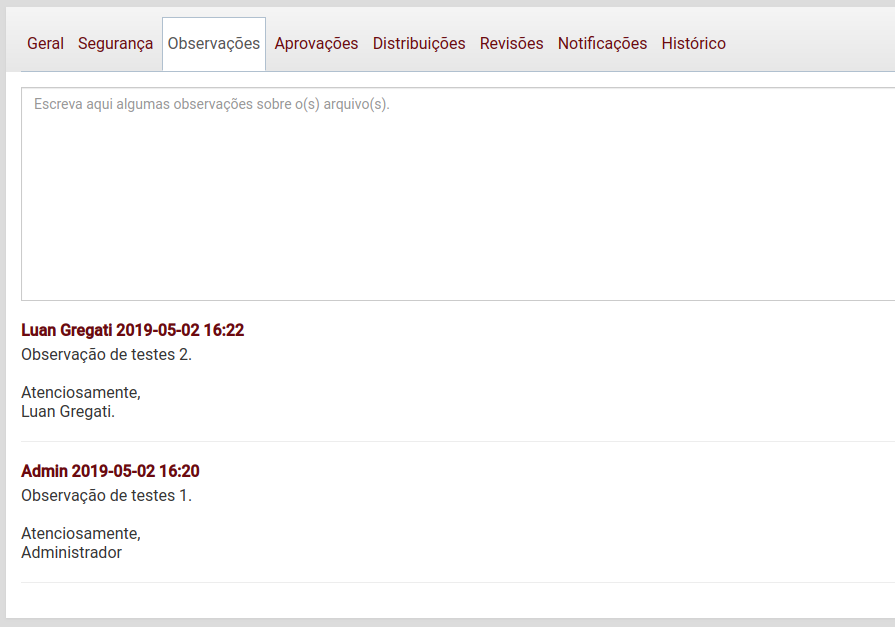 Geral Segurança Observações Aprovações Distribuições Revisões Notificações Histórico
Escreva aqui algumas observações sobre o(s) arquivo(s).
Luan Gregati 2019-05-02 16:22
Observação de testes 2.
Atenciosamente,
Luan Gregati.
Admin 2019-05-02 16:20
Observação de testes 1.
Atenciosamente,
Administrador